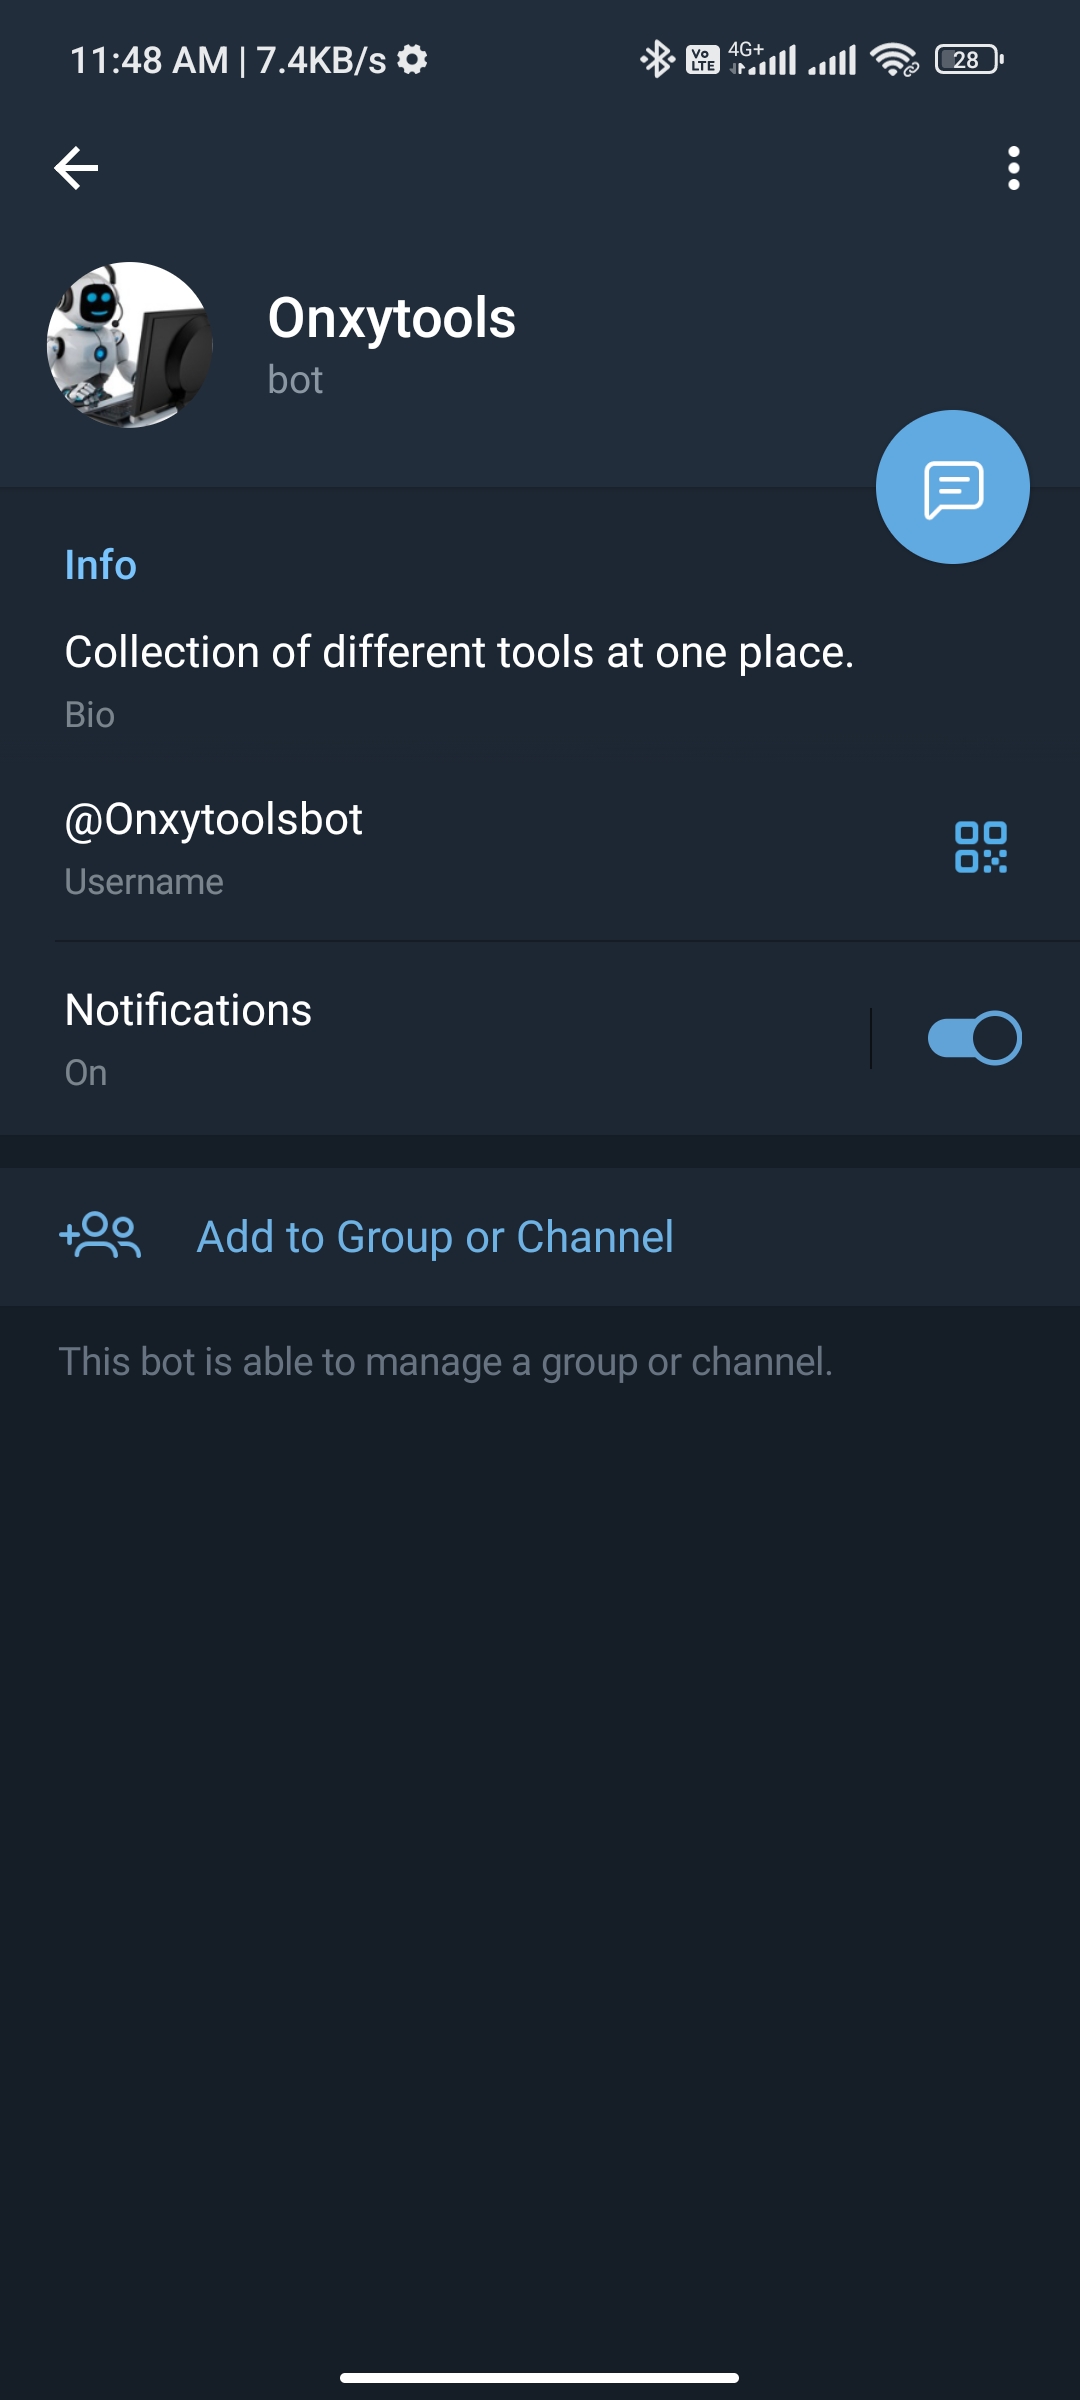 11:48 AM | 7.4KB/s
Vo LTE 4G+ 28
Onxytools
bot
Info
Collection of different tools at one place.
Bio
@Onxytoolsbot
Username
Notifications
On
Add to Group or Channel
This bot is able to manage a group or channel.